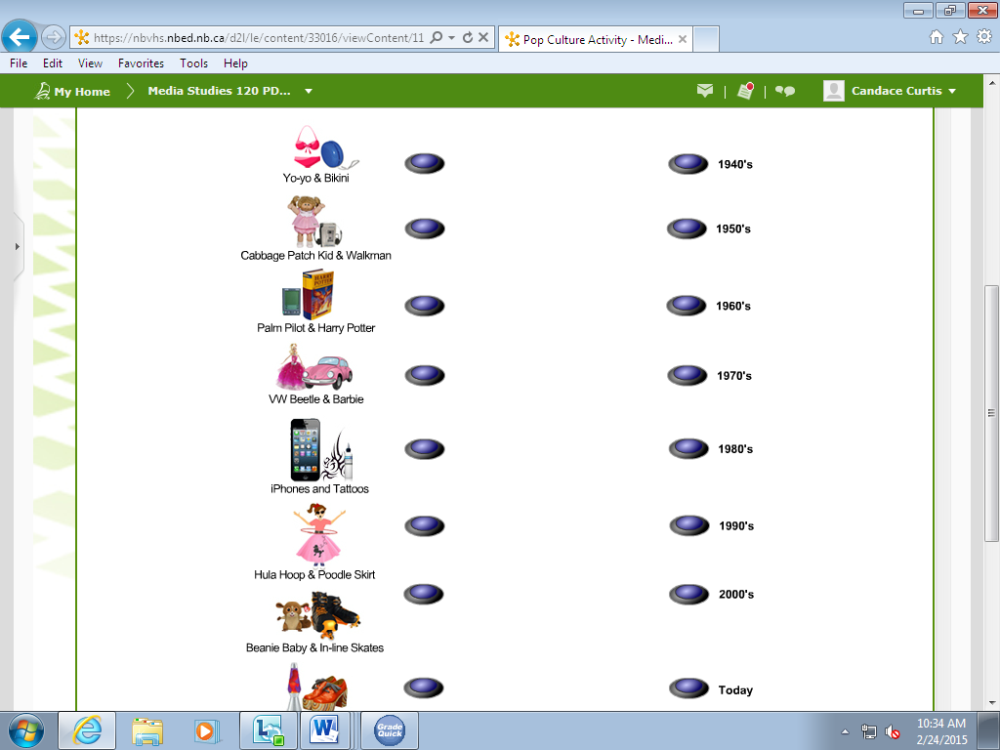 https://nbvhs.nbed.nb.ca/d2l/le/content/33016/viewContent/11
Pop Culture Activity - Medi...
File Edit View Favorites Tools Help
My Home Media Studies 120 PD... Candace Curtis
Yo-yo & Bikini 1940's
Cabbage Patch Kid & Walkman 1950's
HARRY POTTER
Palm Pilot & Harry Potter 1960's
VW Beetle & Barbie 1970's
iPhones and Tattoos 1980's
Hula Hoop & Poodle Skirt 1990's
Beanie Baby & In-line Skates 2000's
Today
Grade Quick
10:34 AM
2/24/2015